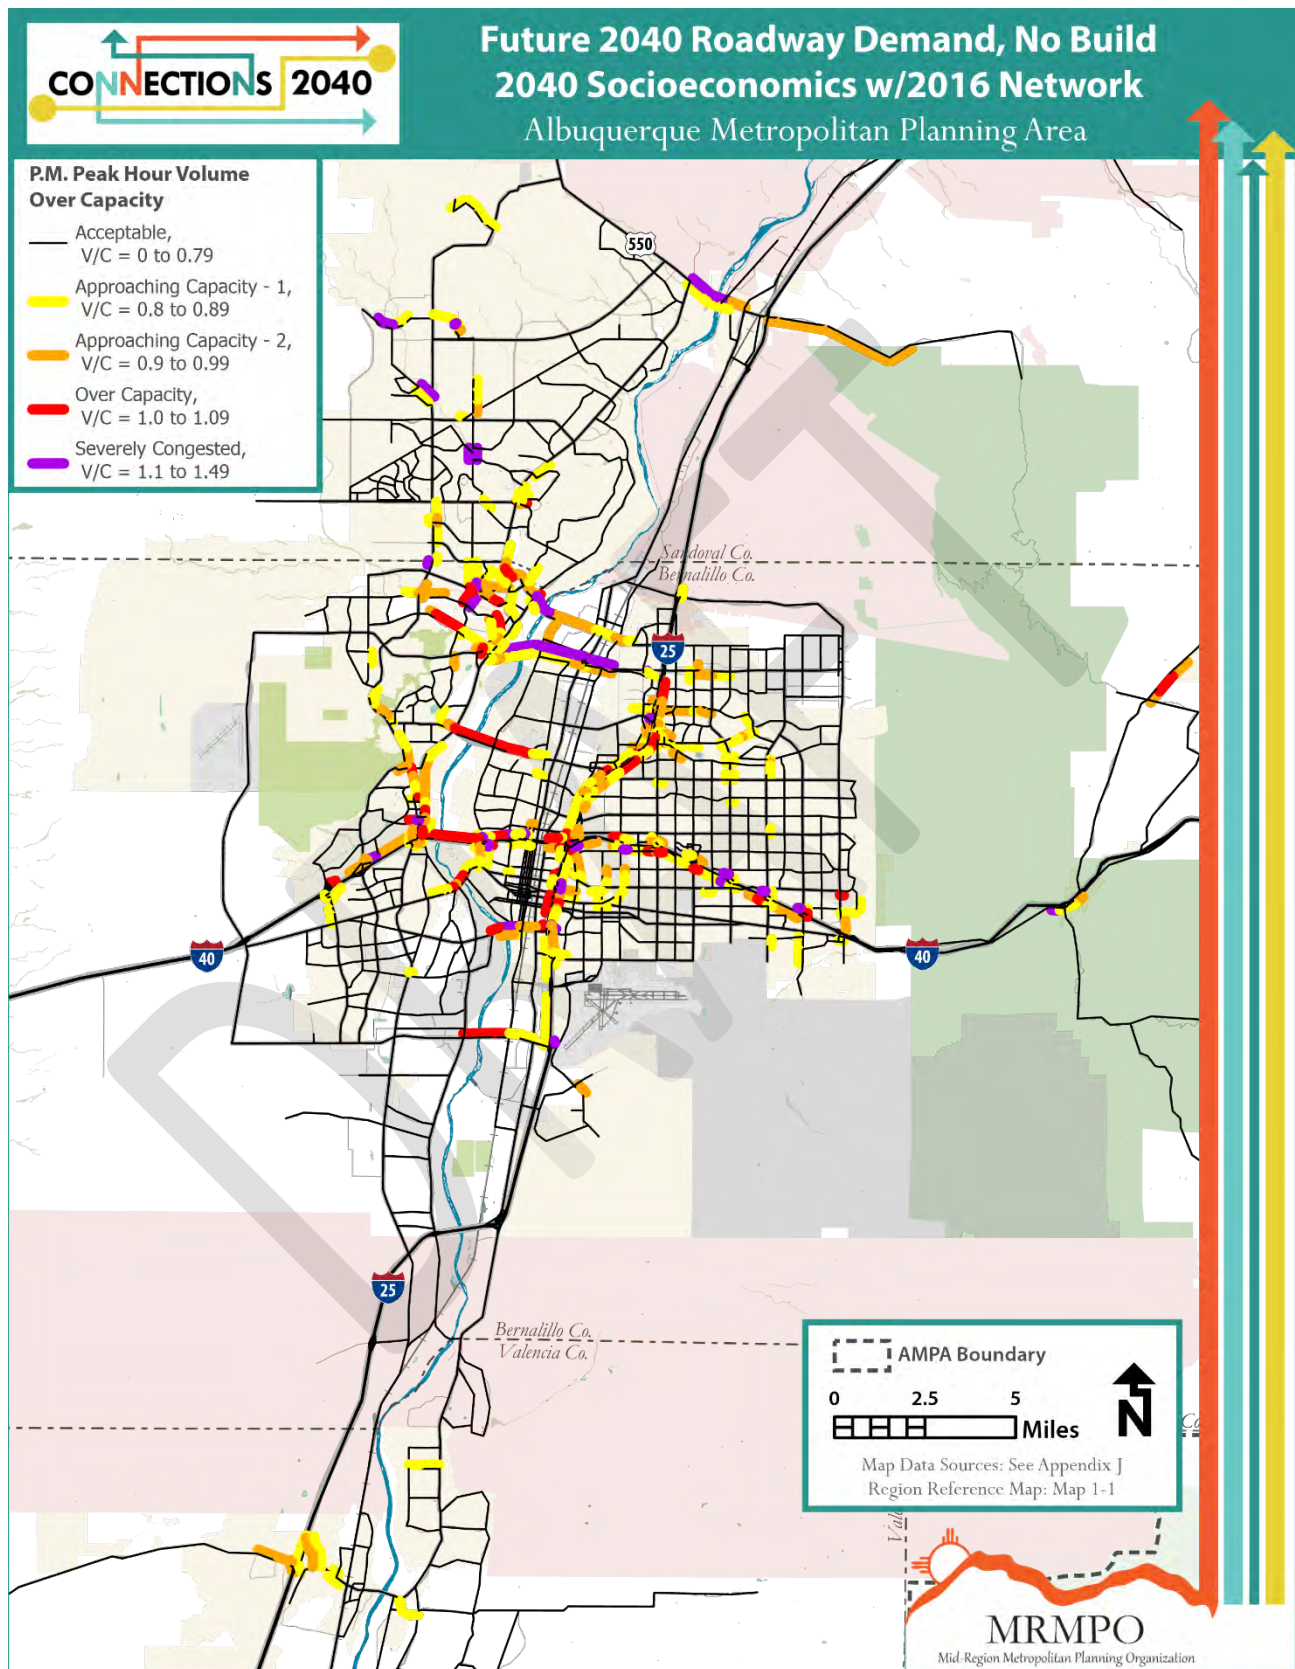 CONNECTIONS 2040
Future 2040 Roadway Demand, No Build
2040 Socioeconomics w/2016 Network
Albuquerque Metropolitan Planning Area
P.M. Peak Hour Volume
Over Capacity
Acceptable,
V/C = 0 to 0.79
Approaching Capacity - 1,
V/C = 0.8 to 0.89
Approaching Capacity - 2,
V/C = 0.9 to 0.99
Over Capacity,
V/C = 1.0 to 1.09
Severely Congested,
V/C = 1.1 to 1.49
550
Sandoval Co.
Bernalillo Co.
25
40
40
25
Bernalillo Co.
Valencia Co.
DRAFT
AMPA Boundary
0 2.5 5
Miles
N
Map Data Sources: See Appendix J
Region Reference Map: Map 1-1
Co
Vale
MRMPO
Mid-Region Metropolitan Planning Organization